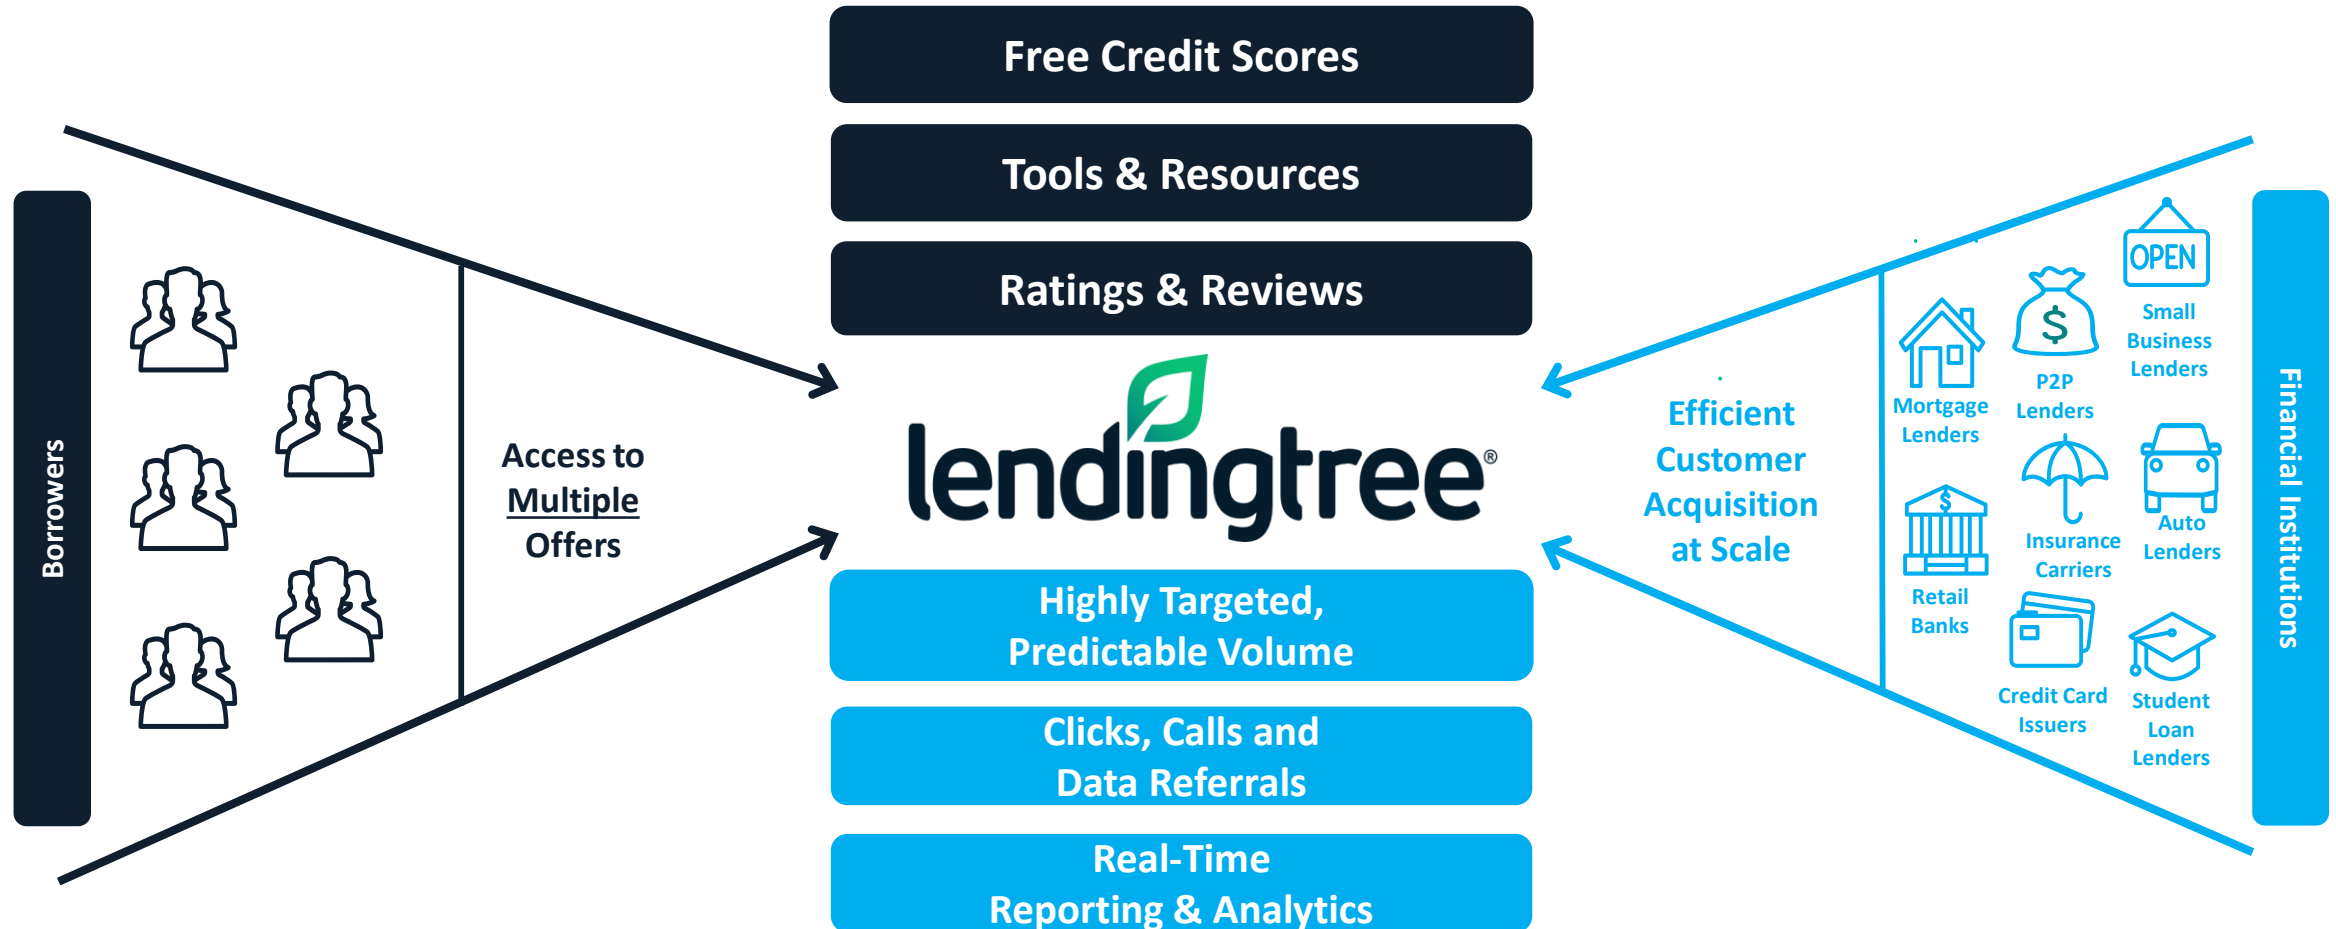 Free Credit Scores
Tools & Resources
Ratings & Reviews
Borrowers
Access to
Multiple
Offers
lendingtree®
Highly Targeted,
Predictable Volume
Clicks, Calls and
Data Referrals
Real-Time
Reporting & Analytics
Efficient
Customer
Acquisition
at Scale
OPEN
Small
Business
Lenders
$
P2P
Lenders
Mortgage
Lenders
Insurance
Carriers
Auto
Lenders
$
Retail
Banks
Credit Card
Issuers
Student
Loan
Lenders
Financial Institutions